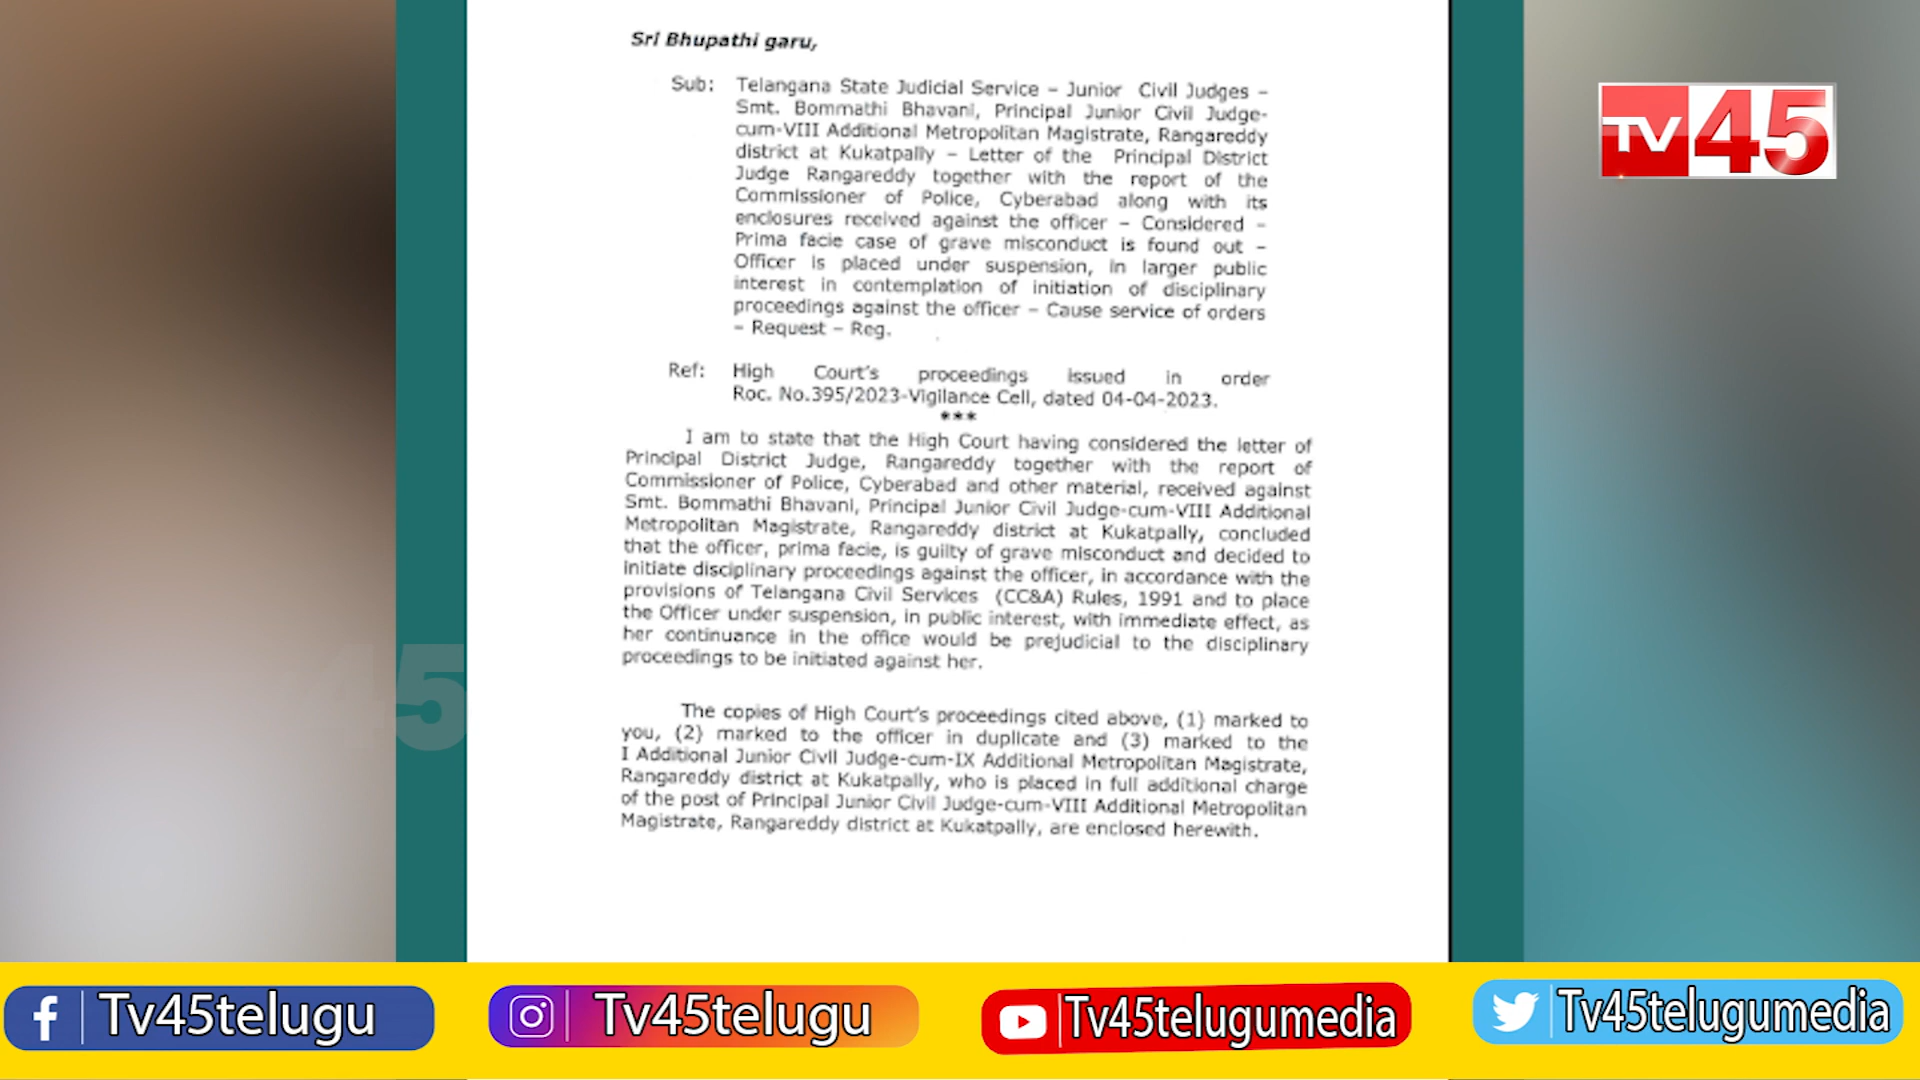 Sri Bhupathi garu,
Sub: Telangana State Judicial Service – Junior Civil Judges –
Smt. Bommathi Bhavani, Principal Junior Civil Judge-
cum-VIII Additional Metropolitan Magistrate, Rangareddy
district at Kukatpally – Letter of the Principal District
Judge Rangareddy together with the report of the
Commissioner of Police, Cyberabad along with its
enclosures received against the officer – Considered –
Prima facie case of grave misconduct is found out –
Officer is placed under suspension, in larger public
interest in contemplation of initiation of disciplinary
proceedings against the officer – Cause service of orders
– Request – Reg.
Ref: High Court's proceedings issued in order
Roc. No.395/2023-Vigilance Cell, dated 04-04-2023.
***
I am to state that the High Court having considered the letter of
Principal District Judge, Rangareddy together with the report of
Commissioner of Police, Cyberabad and other material, received against
Smt. Bommathi Bhavani, Principal Junior Civil Judge-cum-VIII Additional
Metropolitan Magistrate, Rangareddy district at Kukatpally, concluded
that the officer, prima facie, is guilty of grave misconduct and decided to
initiate disciplinary proceedings against the officer, in accordance with the
provisions of Telangana Civil Services (CC&A) Rules, 1991 and to place
the Officer under suspension, in public interest, with immediate effect, as
her continuance in the office would be prejudicial to the disciplinary
proceedings to be initiated against her.
The copies of High Court's proceedings cited above, (1) marked to
you, (2) marked to the officer in duplicate and (3) marked to the
I Additional Junior Civil Judge-cum-IX Additional Metropolitan Magistrate,
Rangareddy district at Kukatpally, who is placed in full additional charge
of the post of Principal Junior Civil Judge-cum-VIII Additional Metropolitan
Magistrate, Rangareddy district at Kukatpally, are enclosed herewith.
TV 45
45
Tv45telugu
Tv45telugu
Tv45telugumedia
Tv45telugumedia